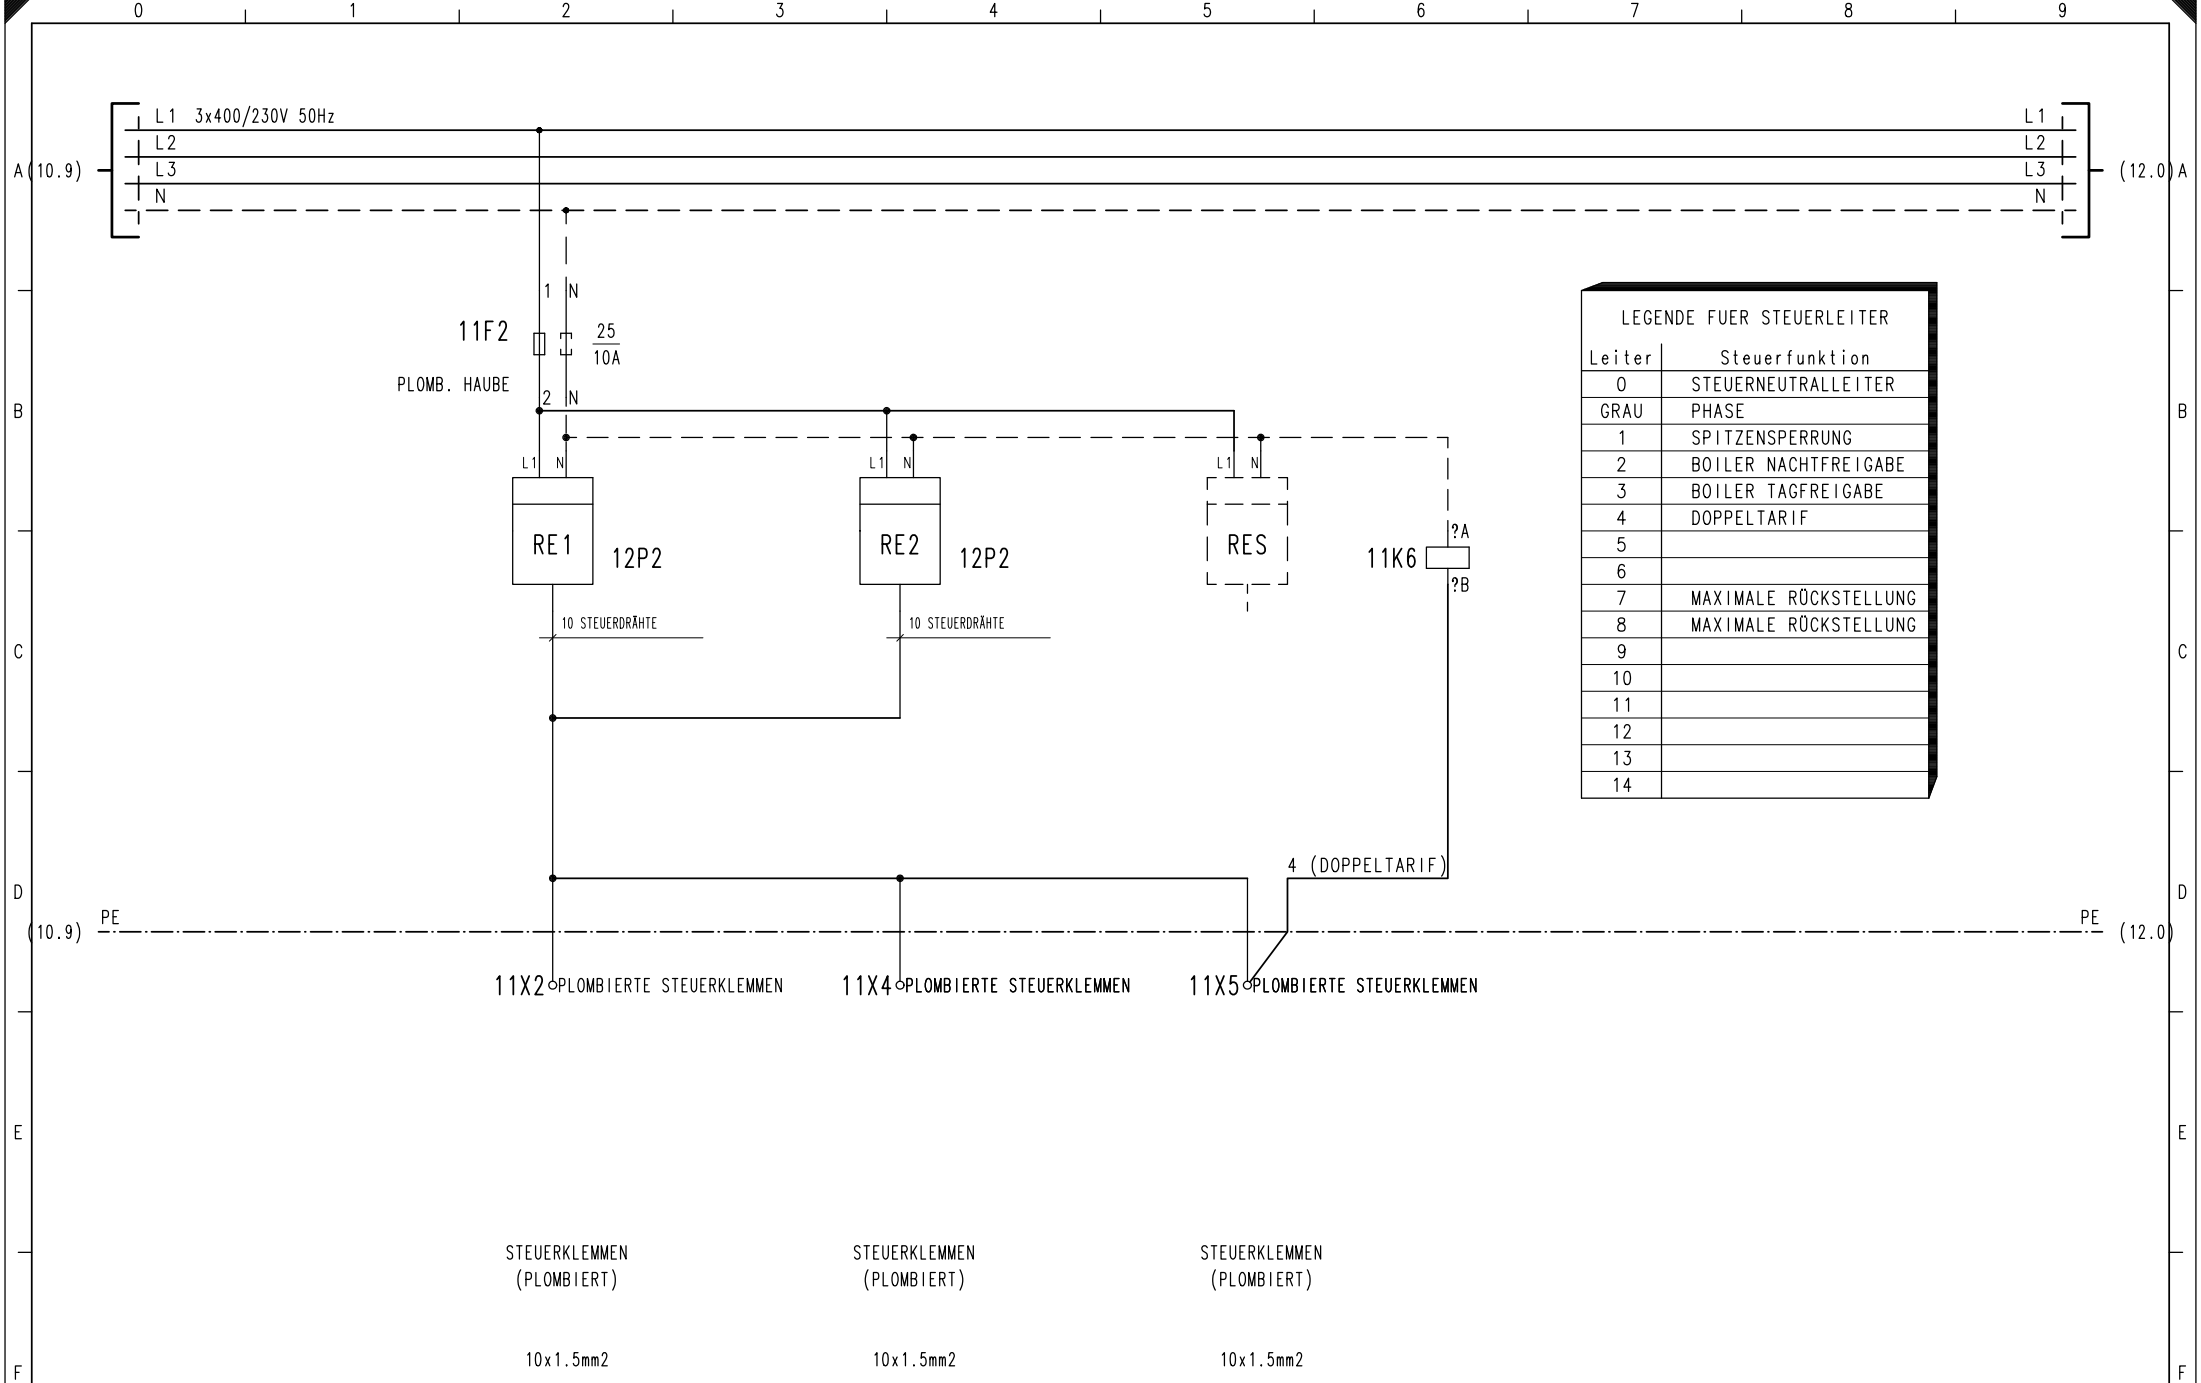 0 1 2 3 4 5 6 7 8 9
L1 3x400/230V 50Hz L1
L2 L2
A (10.9) L3 L3 (12.0) A
N N
1 N
11F2 25
10A
PLOMB. HAUBE
2 N
B B
L1 N L1 N L1 N
RE1 12P2 RE2 12P2 RES 11K6 ?A
?B
10 STEUERDRÄHTE 10 STEUERDRÄHTE
C C
LEGENDE FUER STEUERLEITER
Leiter Steuerfunktion
0 STEUERNEUTRALLEITER
GRAU PHASE
1 SPITZENSPERRUNG
2 BOILER NACHTFREIGABE
3 BOILER TAGFREIGABE
4 DOPPELTARIF
5
6
7 MAXIMALE RÜCKSTELLUNG
8 MAXIMALE RÜCKSTELLUNG
9
10
11
12
13
14
4 (DOPPELTARIF)
D D
PE PE
(10.9) (12.0)
11X2 PLOMBIERTE STEUERKLEMMEN 11X4 PLOMBIERTE STEUERKLEMMEN 11X5 PLOMBIERTE STEUERKLEMMEN
E E
STEUERKLEMMEN STEUERKLEMMEN STEUERKLEMMEN
(PLOMBIERT) (PLOMBIERT) (PLOMBIERT)
10x1.5mm2 10x1.5mm2 10x1.5mm2
F F